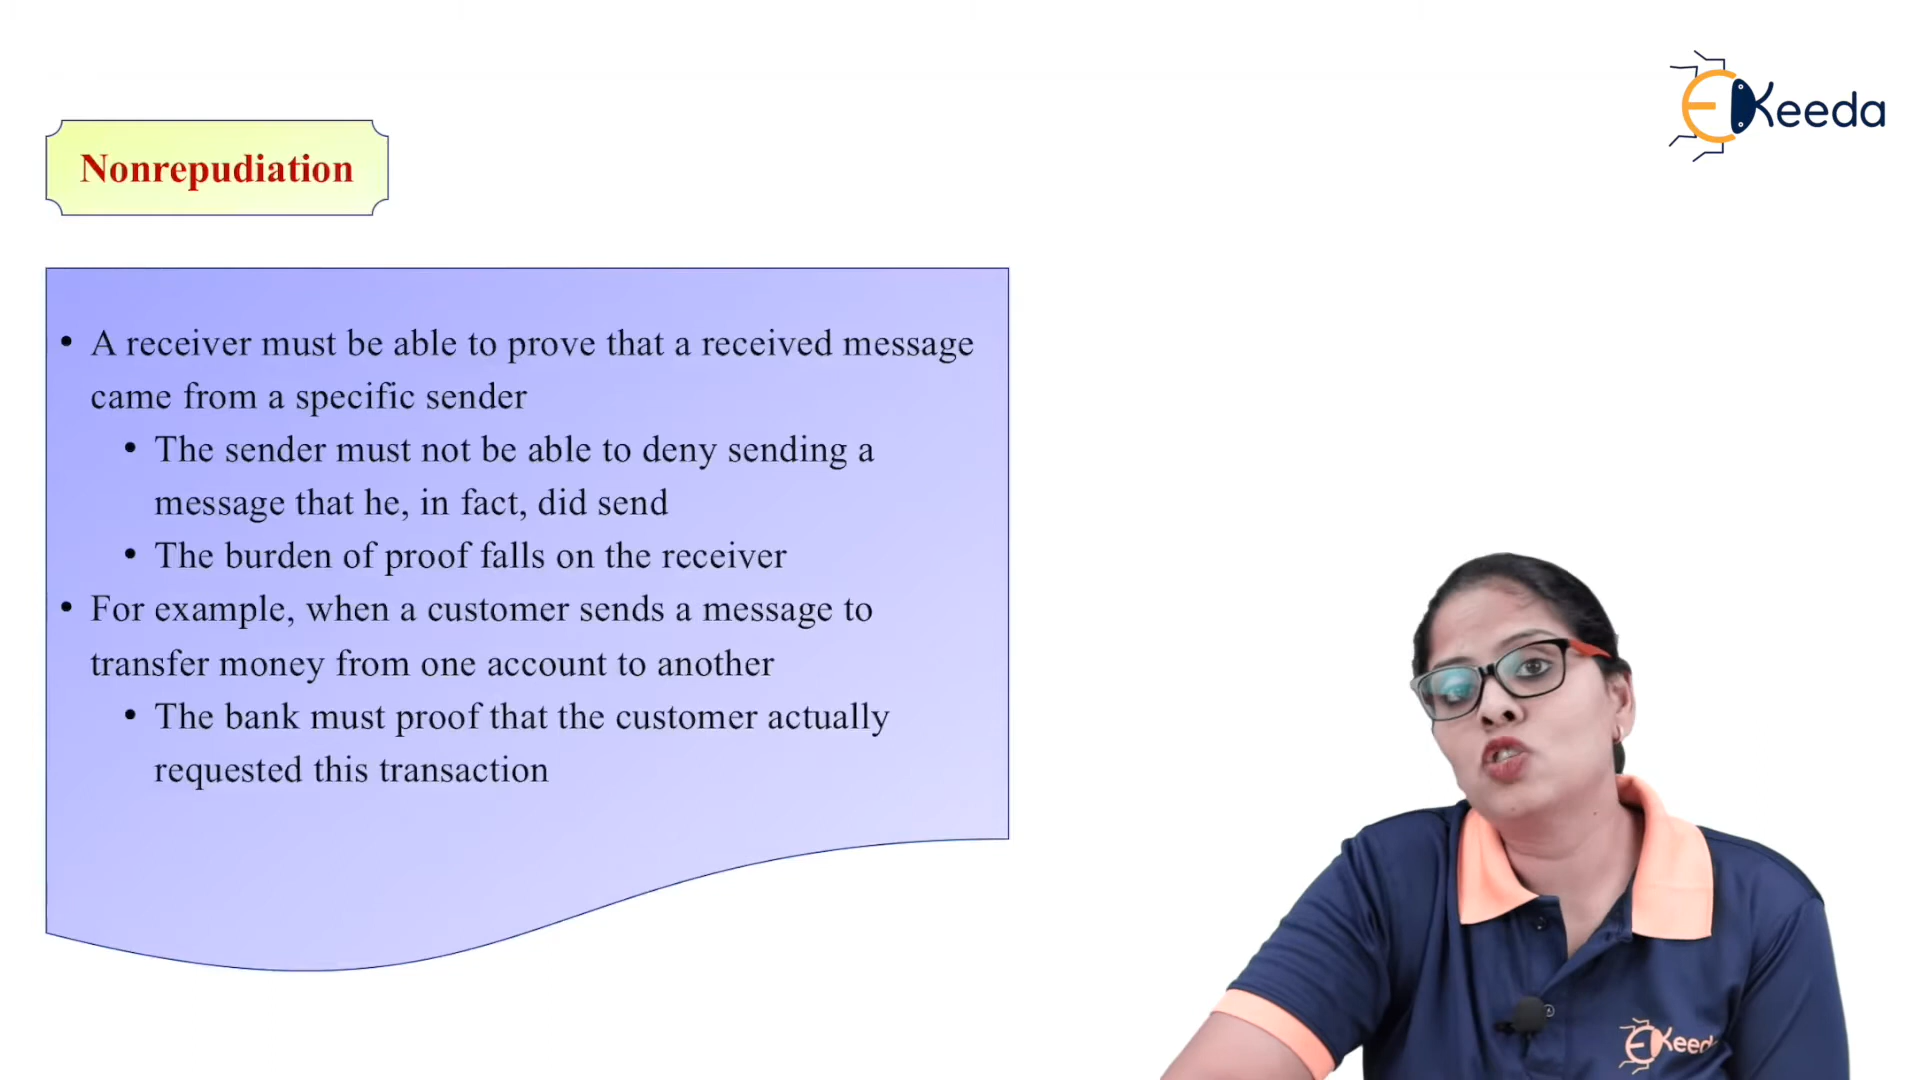 EKeeda
Nonrepudiation
• A receiver must be able to prove that a received message
came from a specific sender
• The sender must not be able to deny sending a
message that he, in fact, did send
• The burden of proof falls on the receiver
• For example, when a customer sends a message to
transfer money from one account to another
• The bank must proof that the customer actually
requested this transaction
EKeeda